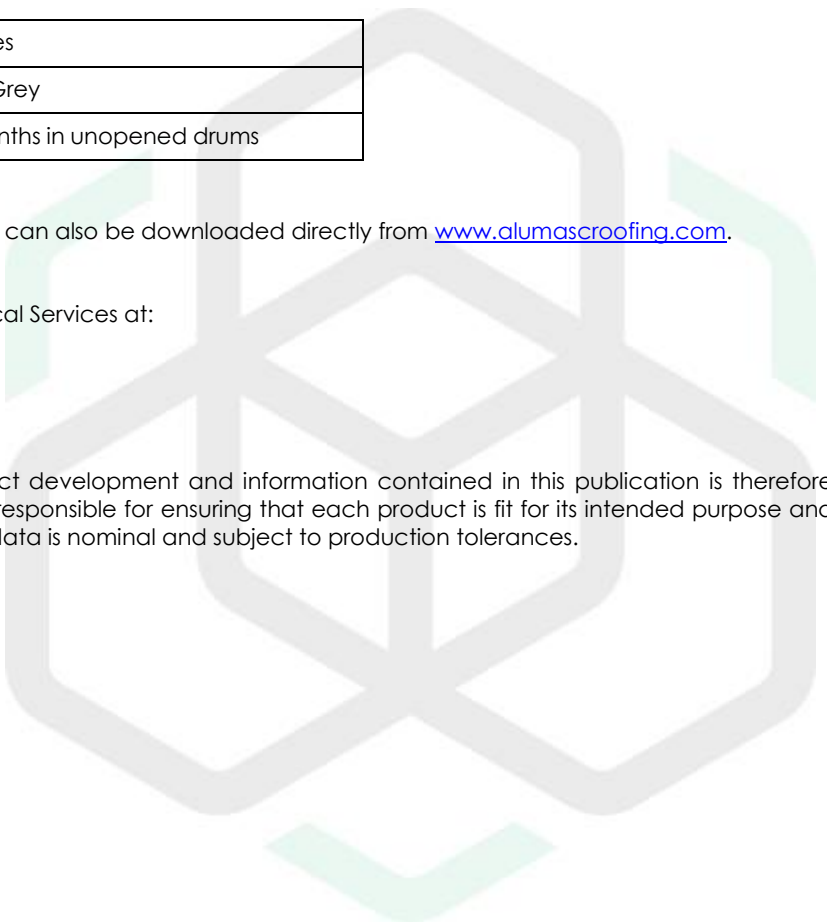 es
Grey
nths in unopened drums
can also be downloaded directly from www.alumascroofing.com.
cal Services at:
ct development and information contained in this publication is therefore
responsible for ensuring that each product is fit for its intended purpose and
data is nominal and subject to production tolerances.